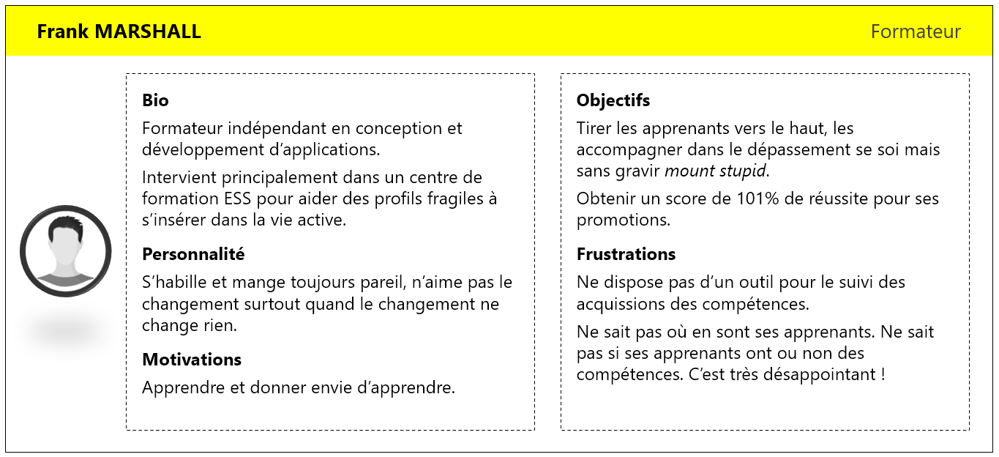 Frank MARSHALL
Formateur
Bio
Formateur indépendant en conception et
développement d’applications.
Intervient principalement dans un centre de
formation ESS pour aider des profils fragiles à
s’insérer dans la vie active.
Personnalité
S’habille et mange toujours pareil, n’aime pas le
changement surtout quand le changement ne
change rien.
Motivations
Apprendre et donner envie d’apprendre.
Objectifs
Tirer les apprenants vers le haut, les
accompagner dans le dépassement se soi mais
sans gravir mount stupid.
Obtenir un score de 101% de réussite pour ses
promotions.
Frustrations
Ne dispose pas d’un outil pour le suivi des
acquissions des compétences.
Ne sait pas où en sont ses apprenants. Ne sait
pas si ses apprenants ont ou non des
compétences. C’est très désappointant !